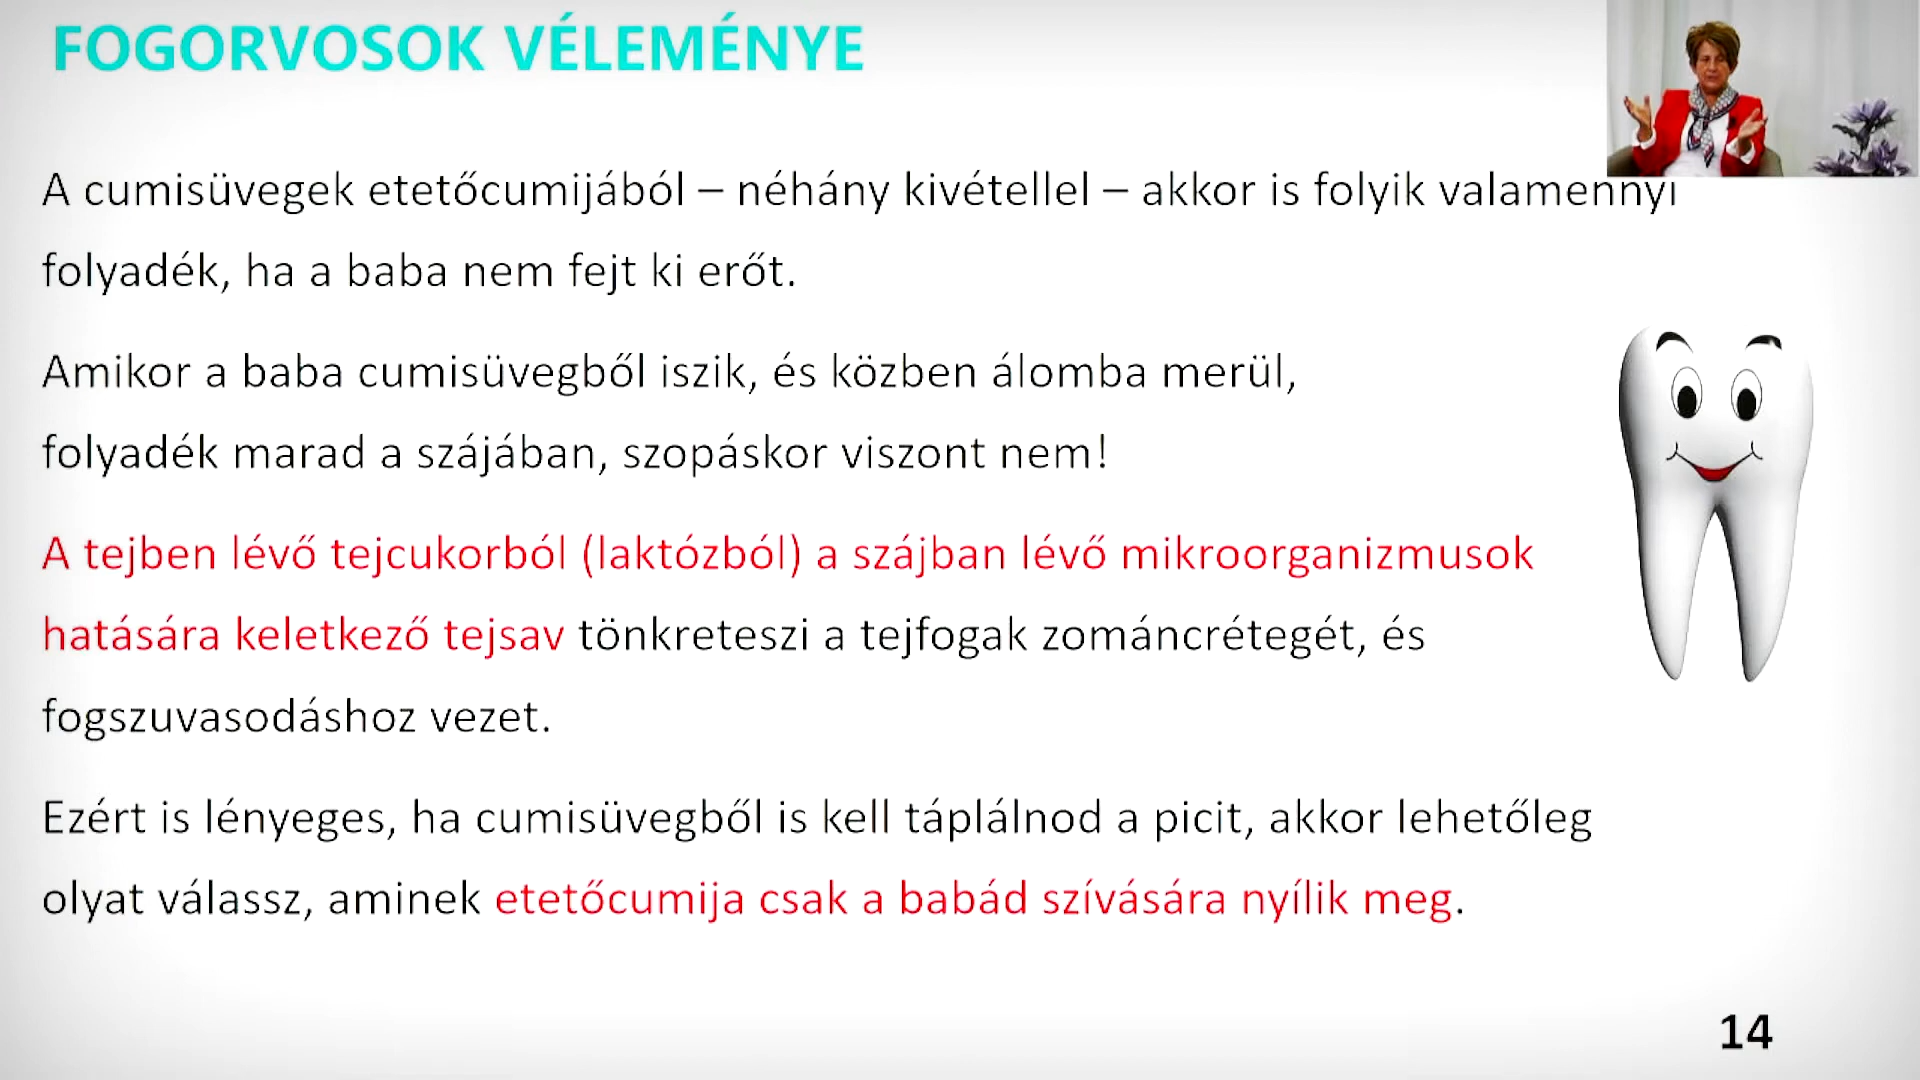 FOGORVOSOK VÉLEMÉNYE
A cumisüvegek etetőcumijából – néhány kivétellel – akkor is folyik valamennyi
folyadék, ha a baba nem fejt ki erőt.
Amikor a baba cumisüvegből iszik, és közben álomba merül,
folyadék marad a szájában, szopáskor viszont nem!
A tejben lévő tejcukorból (laktózból) a szájban lévő mikroorganizmusok
hatására keletkező tejsav tönkreteszi a tejfogak zománcrétegét, és
fogszuvasodáshoz vezet.
Ezért is lényeges, ha cumisüvegből is kell táplálnod a picit, akkor lehetőleg
olyat válassz, aminek etetőcumija csak a babád szívására nyílik meg.
14